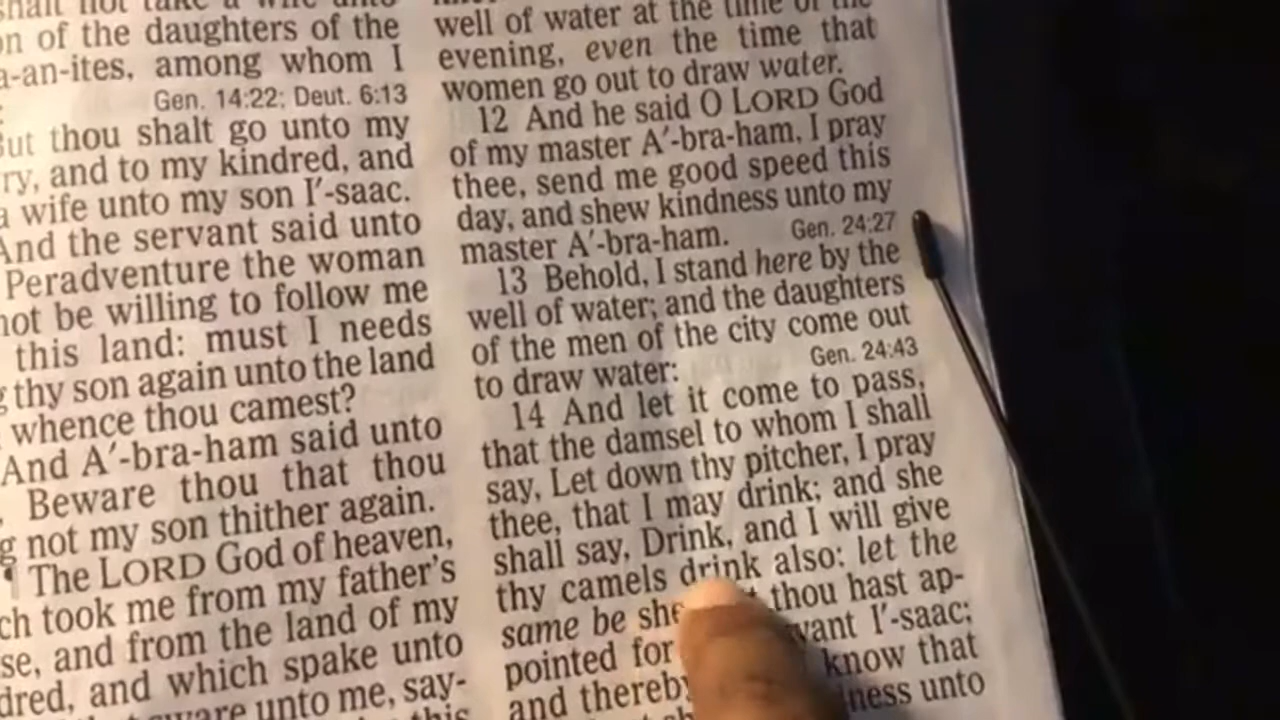 shall not take a wife unto
on of the daughters of the
a-an-ites, among whom I
Gen. 14:22; Deut. 6:13
But thou shalt go unto my
ry, and to my kindred, and
a wife unto my son I′-saac.
And the servant said unto
Peradventure the woman
not be willing to follow me
this land: must I needs
g thy son again unto the land
whence thou camest?
And A′-bra-ham said unto
Beware thou that thou
g not my son thither again.
¶ The LORD God of heaven,
ch took me from my father's
se, and from the land of my
dred, and which spake unto
sware unto me, say-
this
well of water at the time of the
evening, even the time that
women go out to draw water.
12 And he said O LORD God
of my master A′-bra-ham, I pray
thee, send me good speed this
day, and shew kindness unto my
master A′-bra-ham. Gen. 24:27
13 Behold, I stand here by the
well of water; and the daughters
of the men of the city come out
to draw water: Gen. 24:43
14 And let it come to pass,
that the damsel to whom I shall
say, Let down thy pitcher, I pray
thee, that I may drink; and she
shall say, Drink, and I will give
thy camels drink also: let the
same be she thou hast ap-
pointed for vant I′-saac;
and thereby know that
ness unto